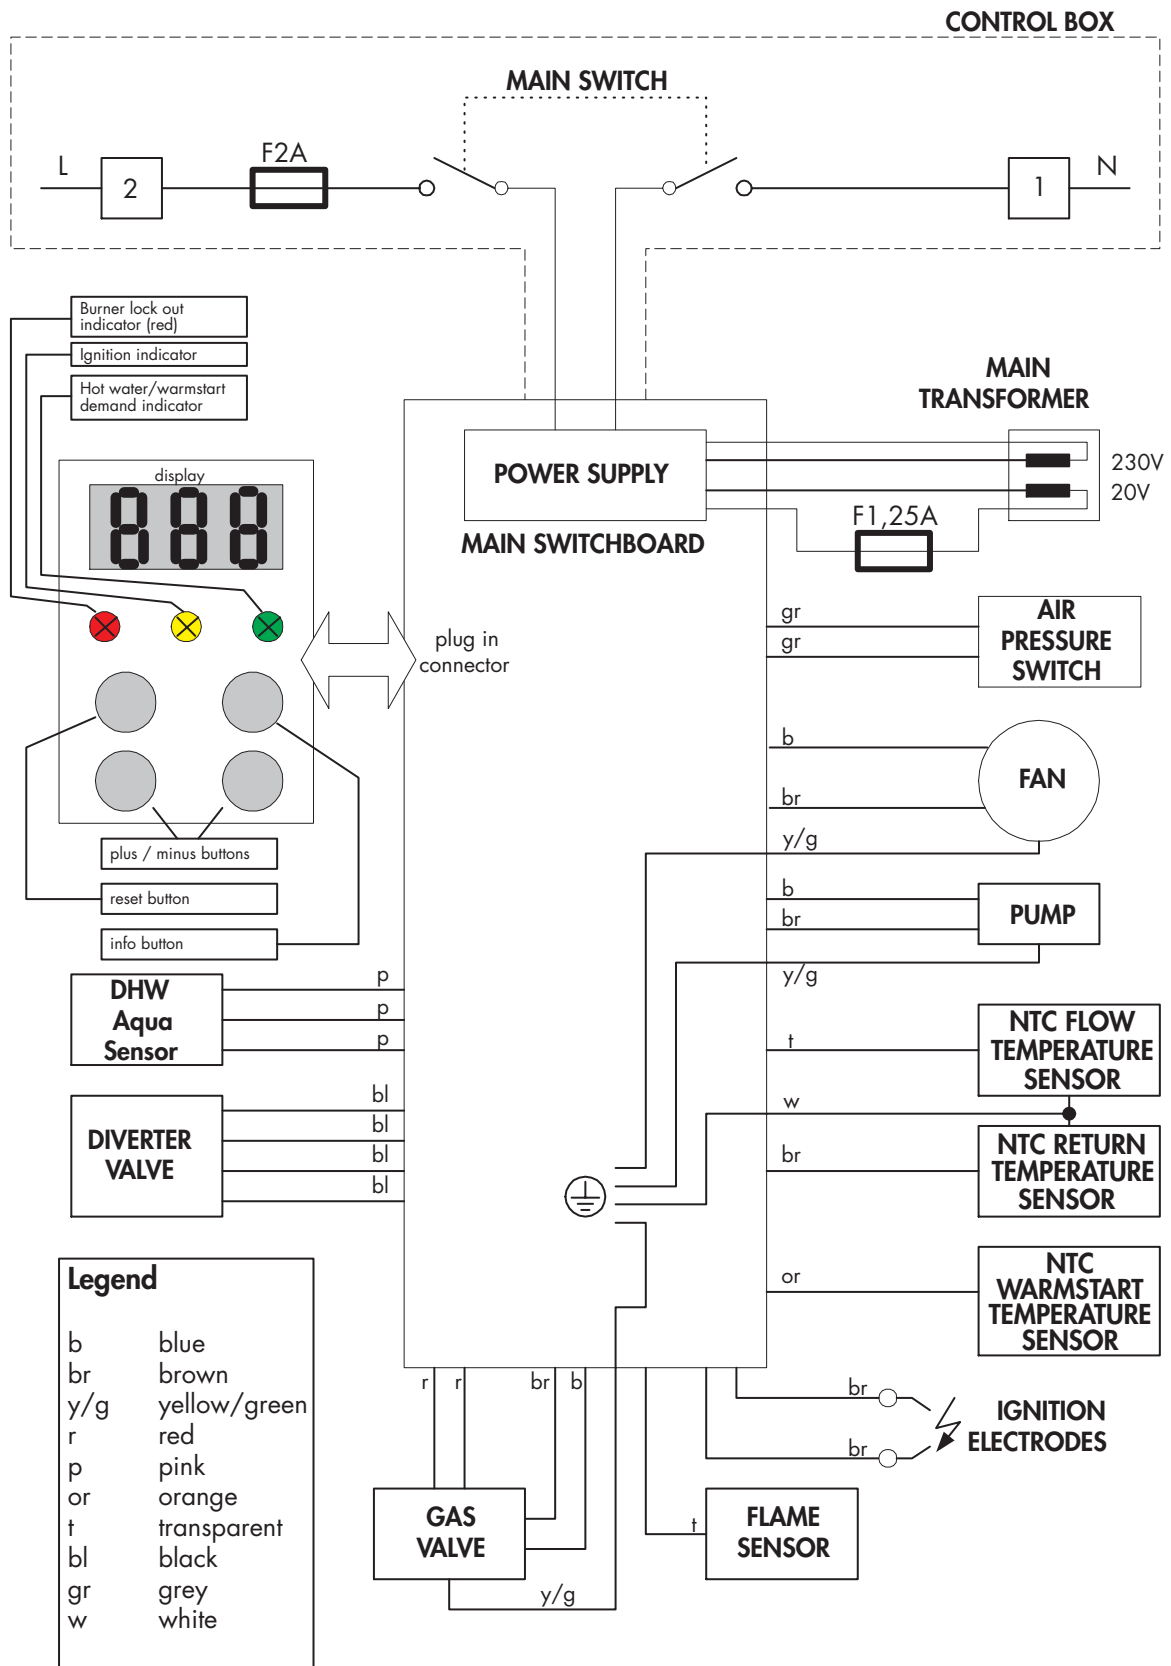 CONTROL BOX
MAIN SWITCH
L
2
F2A
1
N
Burner lock out
indicator (red)
Ignition indicator
Hot water/warmstart
demand indicator
display
888
plus / minus buttons
reset button
info button
plug in
connector
POWER SUPPLY
MAIN SWITCHBOARD
MAIN
TRANSFORMER
230V
20V
F1,25A
gr
gr
AIR
PRESSURE
SWITCH
b
br
y/g
FAN
b
br
y/g
PUMP
DHW
Aqua
Sensor
p
p
p
DIVERTER
VALVE
bl
bl
bl
bl
t
NTC FLOW
TEMPERATURE
SENSOR
w
br
NTC RETURN
TEMPERATURE
SENSOR
or
NTC
WARMSTART
TEMPERATURE
SENSOR
Legend
b blue
br brown
y/g yellow/green
r red
p pink
or orange
t transparent
bl black
gr grey
w white
r
r
br
b
GAS
VALVE
y/g
t
FLAME
SENSOR
br
br
IGNITION
ELECTRODES